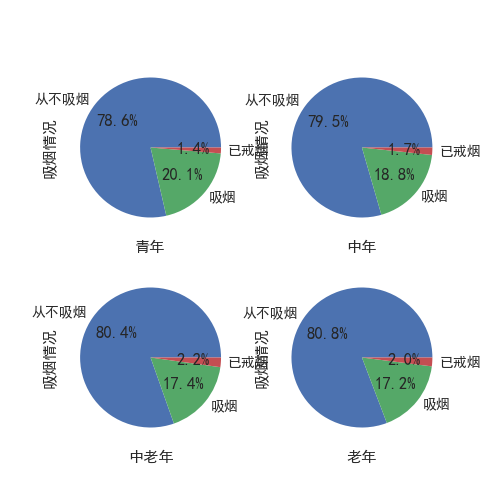 从不吸烟
78.6%
1.4%
已戒烟
20.1%
吸烟
吸烟情况
青年
从不吸烟
79.5%
1.7%
已戒烟
18.8%
吸烟
吸烟情况
中年
从不吸烟
80.4%
2.2%
已戒烟
17.4%
吸烟
吸烟情况
中老年
从不吸烟
80.8%
2.0%
已戒烟
17.2%
吸烟
吸烟情况
老年